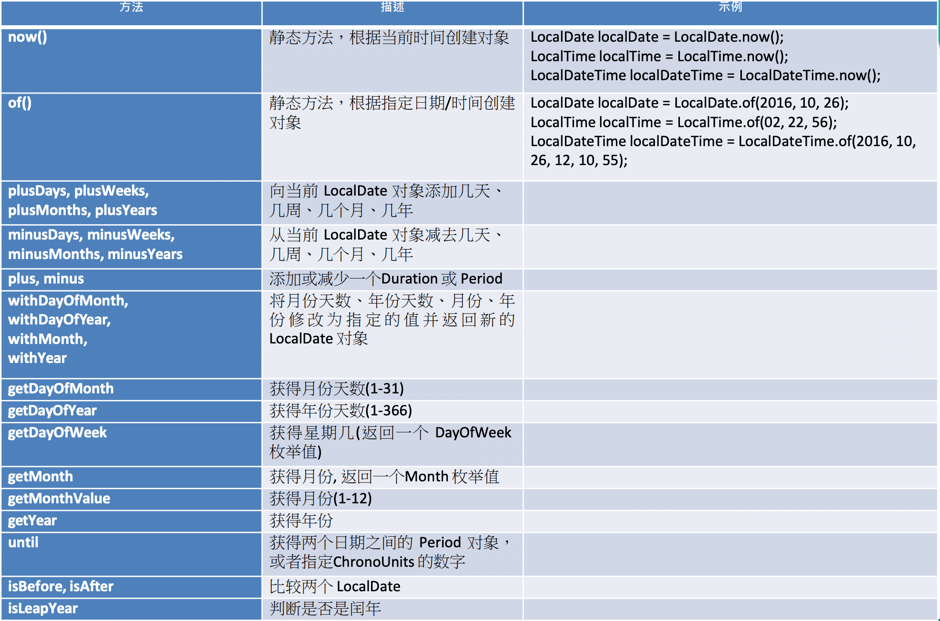 方法 描述 示例
now() 静态方法，根据当前时间创建对象 LocalDate localDate = LocalDate.now();
LocalTime localTime = LocalTime.now();
LocalDateTime localDateTime = LocalDateTime.now();
of() 静态方法，根据指定日期/时间创建 LocalDate localDate = LocalDate.of(2016, 10, 26);
对象 LocalTime localTime = LocalTime.of(02, 22, 56);
LocalDateTime localDateTime = LocalDateTime.of(2016, 10,
26, 12, 10, 55);
plusDays, plusWeeks, 向当前 LocalDate 对象添加几天、
plusMonths, plusYears 几周、几个月、几年
minusDays, minusWeeks, 从当前 LocalDate 对象减去几天、
minusMonths, minusYears 几周、几个月、几年
plus, minus 添加或减少一个Duration 或 Period
withDayOfMonth, 将月份天数、年份天数、月份、年
withDayOfYear, 份修改为指定的值并返回新的
withMonth, LocalDate 对象
withYear
getDayOfMonth 获得月份天数(1-31)
getDayOfYear 获得年份天数(1-366)
getDayOfWeek 获得星期几(返回一个 DayOfWeek
枚举值)
getMonth 获得月份, 返回一个Month 枚举值
getMonthValue 获得月份(1-12)
getYear 获得年份
until 获得两个日期之间的 Period 对象，
或者指定ChronoUnits 的数字
isBefore, isAfter 比较两个 LocalDate
isLeapYear 判断是否是闰年